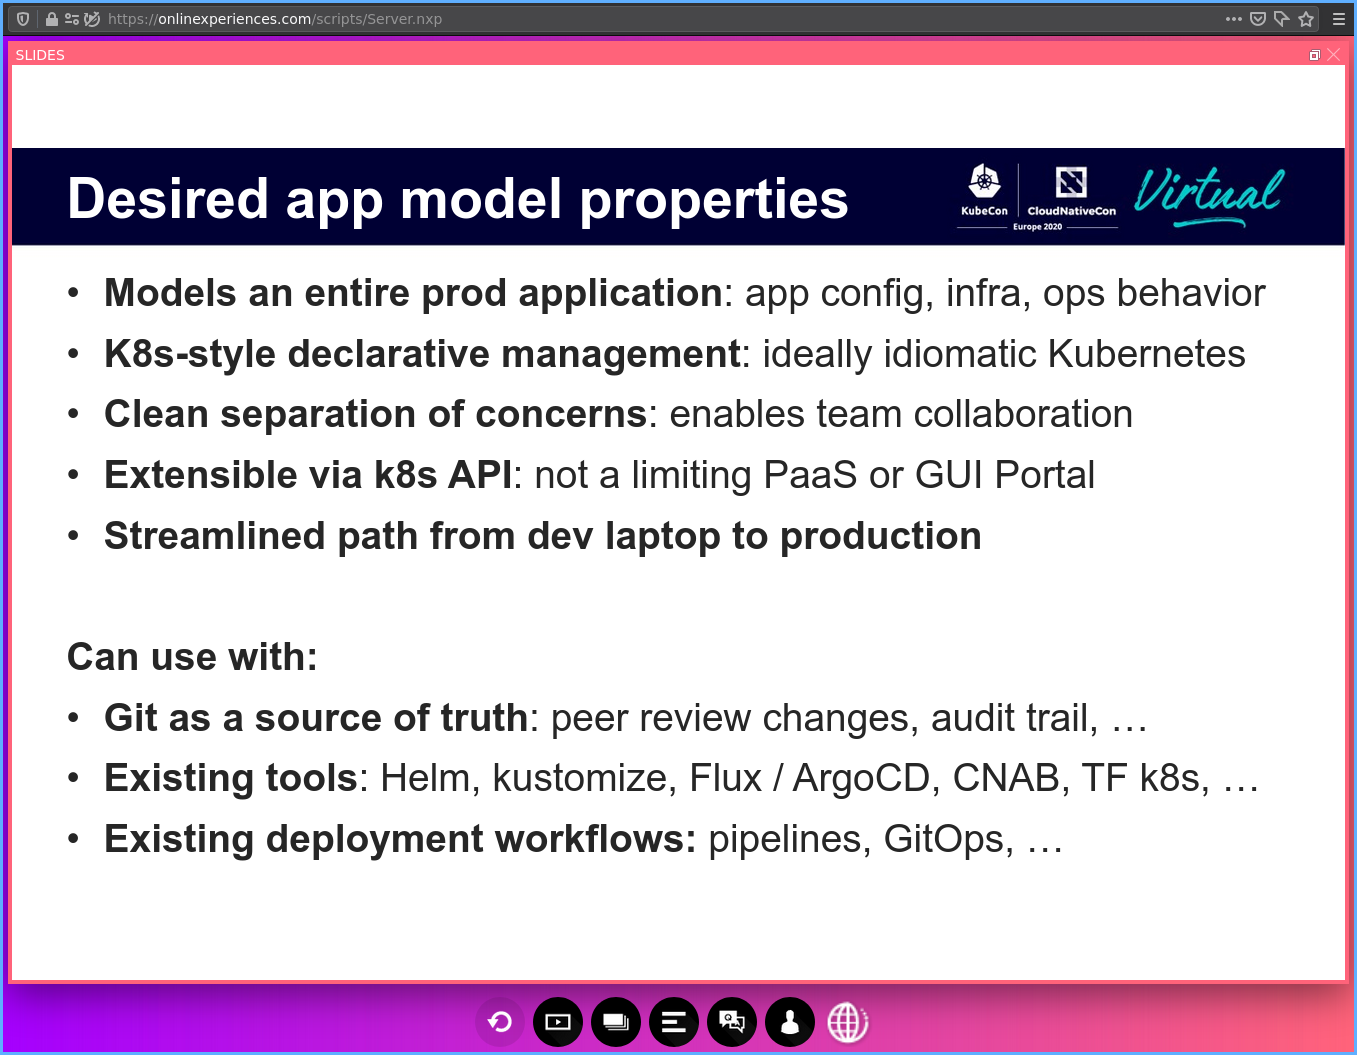 https://onlinexperiences.com/scripts/Server.nxp
SLIDES
Desired app model properties
KubeCon
CloudNativeCon
Europe 2020
Virtual
• Models an entire prod application: app config, infra, ops behavior
• K8s-style declarative management: ideally idiomatic Kubernetes
• Clean separation of concerns: enables team collaboration
• Extensible via k8s API: not a limiting PaaS or GUI Portal
• Streamlined path from dev laptop to production
Can use with:
• Git as a source of truth: peer review changes, audit trail, …
• Existing tools: Helm, kustomize, Flux / ArgoCD, CNAB, TF k8s, …
• Existing deployment workflows: pipelines, GitOps, …